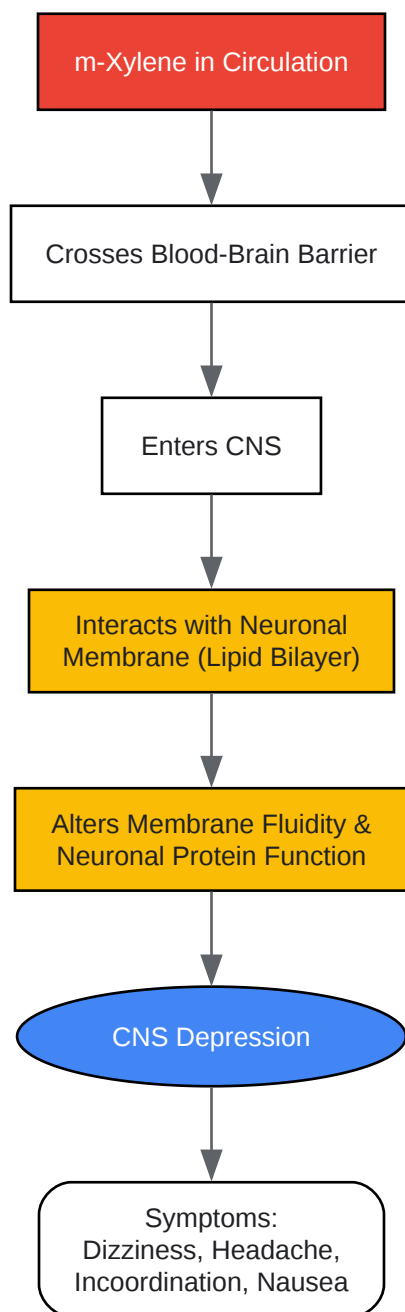 m-Xylene in Circulation
Crosses Blood-Brain Barrier
Enters CNS
Interacts with Neuronal
Membrane (Lipid Bilayer)
Alters Membrane Fluidity &
Neuronal Protein Function
CNS Depression
Symptoms:
Dizziness, Headache,
Incoordination, Nausea